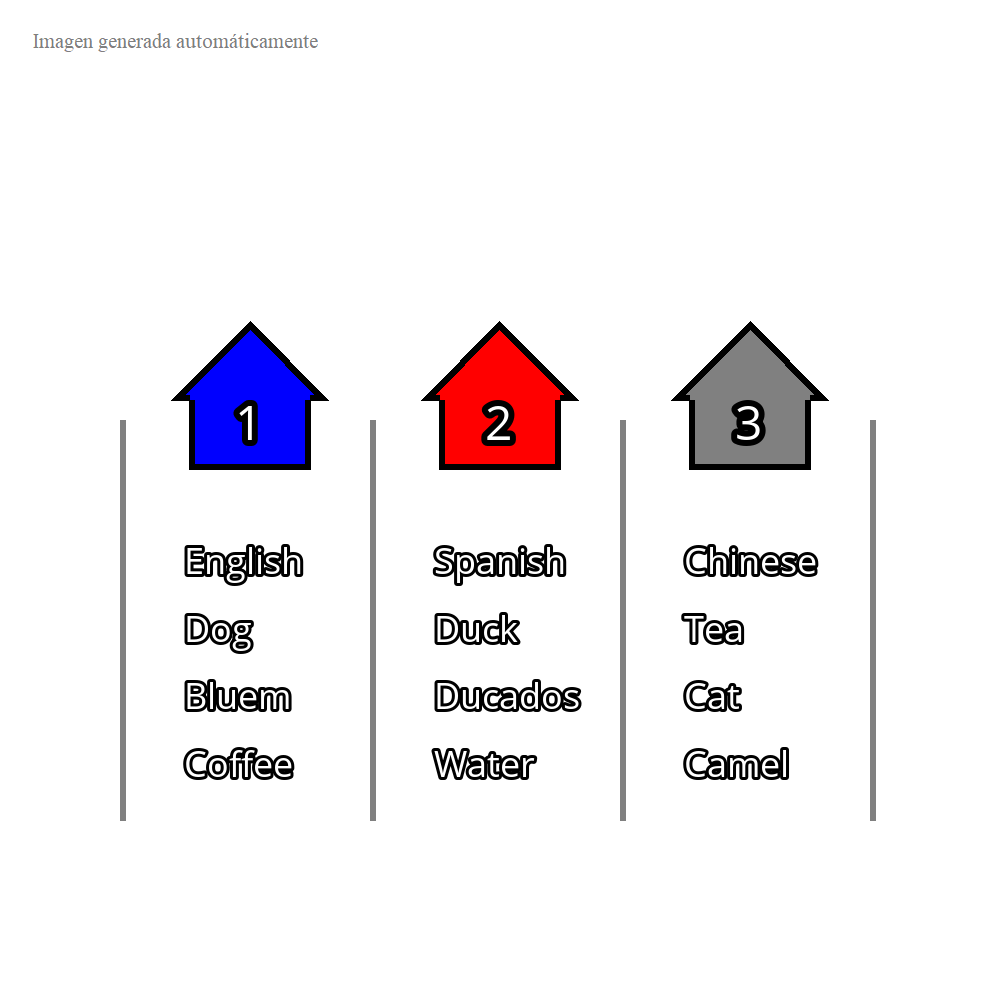 Imagen generada automáticamente
1
2
3
English
Dog
Bluem
Coffee
Spanish
Duck
Ducados
Water
Chinese
Tea
Cat
Camel